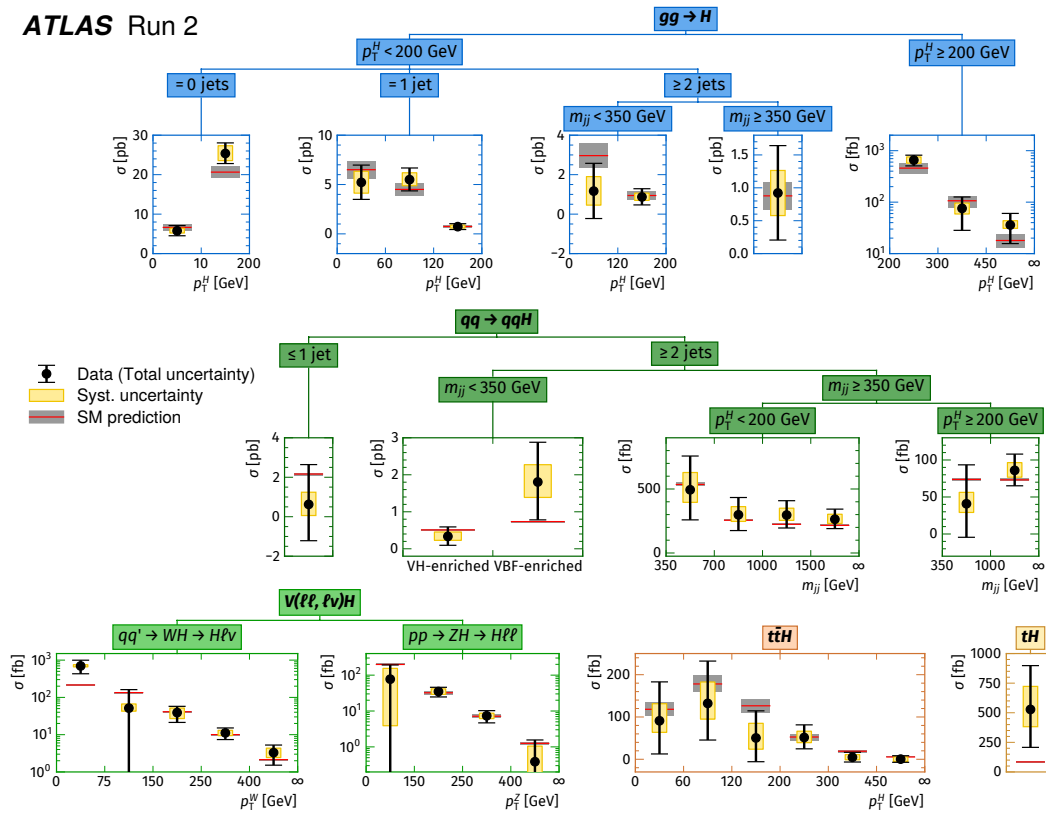 ATLAS Run 2
gg → H
p_T^H < 200 GeV
p_T^H ≥ 200 GeV
= 0 jets
= 1 jet
≥ 2 jets
m_jj < 350 GeV
m_jj ≥ 350 GeV
σ [pb]
30
20
10
0
0 10 200
p_T^H [GeV]
σ [pb]
10
5
0
0 60 120 200
p_T^H [GeV]
σ [pb]
4
2
0
−2
0 120 200
p_T^H [GeV]
σ [pb]
1.5
1.0
0.5
0.0
σ [fb]
10^3
10^2
10^1
200 300 450 ∞
p_T^H [GeV]
qq → qqH
≤ 1 jet
≥ 2 jets
Data (Total uncertainty)
Syst. uncertainty
SM prediction
m_jj < 350 GeV
m_jj ≥ 350 GeV
p_T^H < 200 GeV
p_T^H ≥ 200 GeV
σ [pb]
4
2
0
−2
σ [pb]
3
2
1
0
VH-enriched VBF-enriched
σ [fb]
500
0
350 700 1000 1500 ∞
m_jj [GeV]
σ [fb]
100
50
0
350 1000 ∞
m_jj [GeV]
V(ℓℓ, ℓν)H
qq' → WH → Hℓν
pp → ZH → Hℓℓ
tt̄H
tH
σ [fb]
10^3
10^2
10^1
10^0
0 75 150 250 400 ∞
p_T^W [GeV]
σ [fb]
10^2
10^1
10^0
0 150 250 400 ∞
p_T^Z [GeV]
σ [fb]
200
100
0
0 60 120 200 300 450 ∞
p_T^H [GeV]
σ [fb]
1000
750
500
250
0